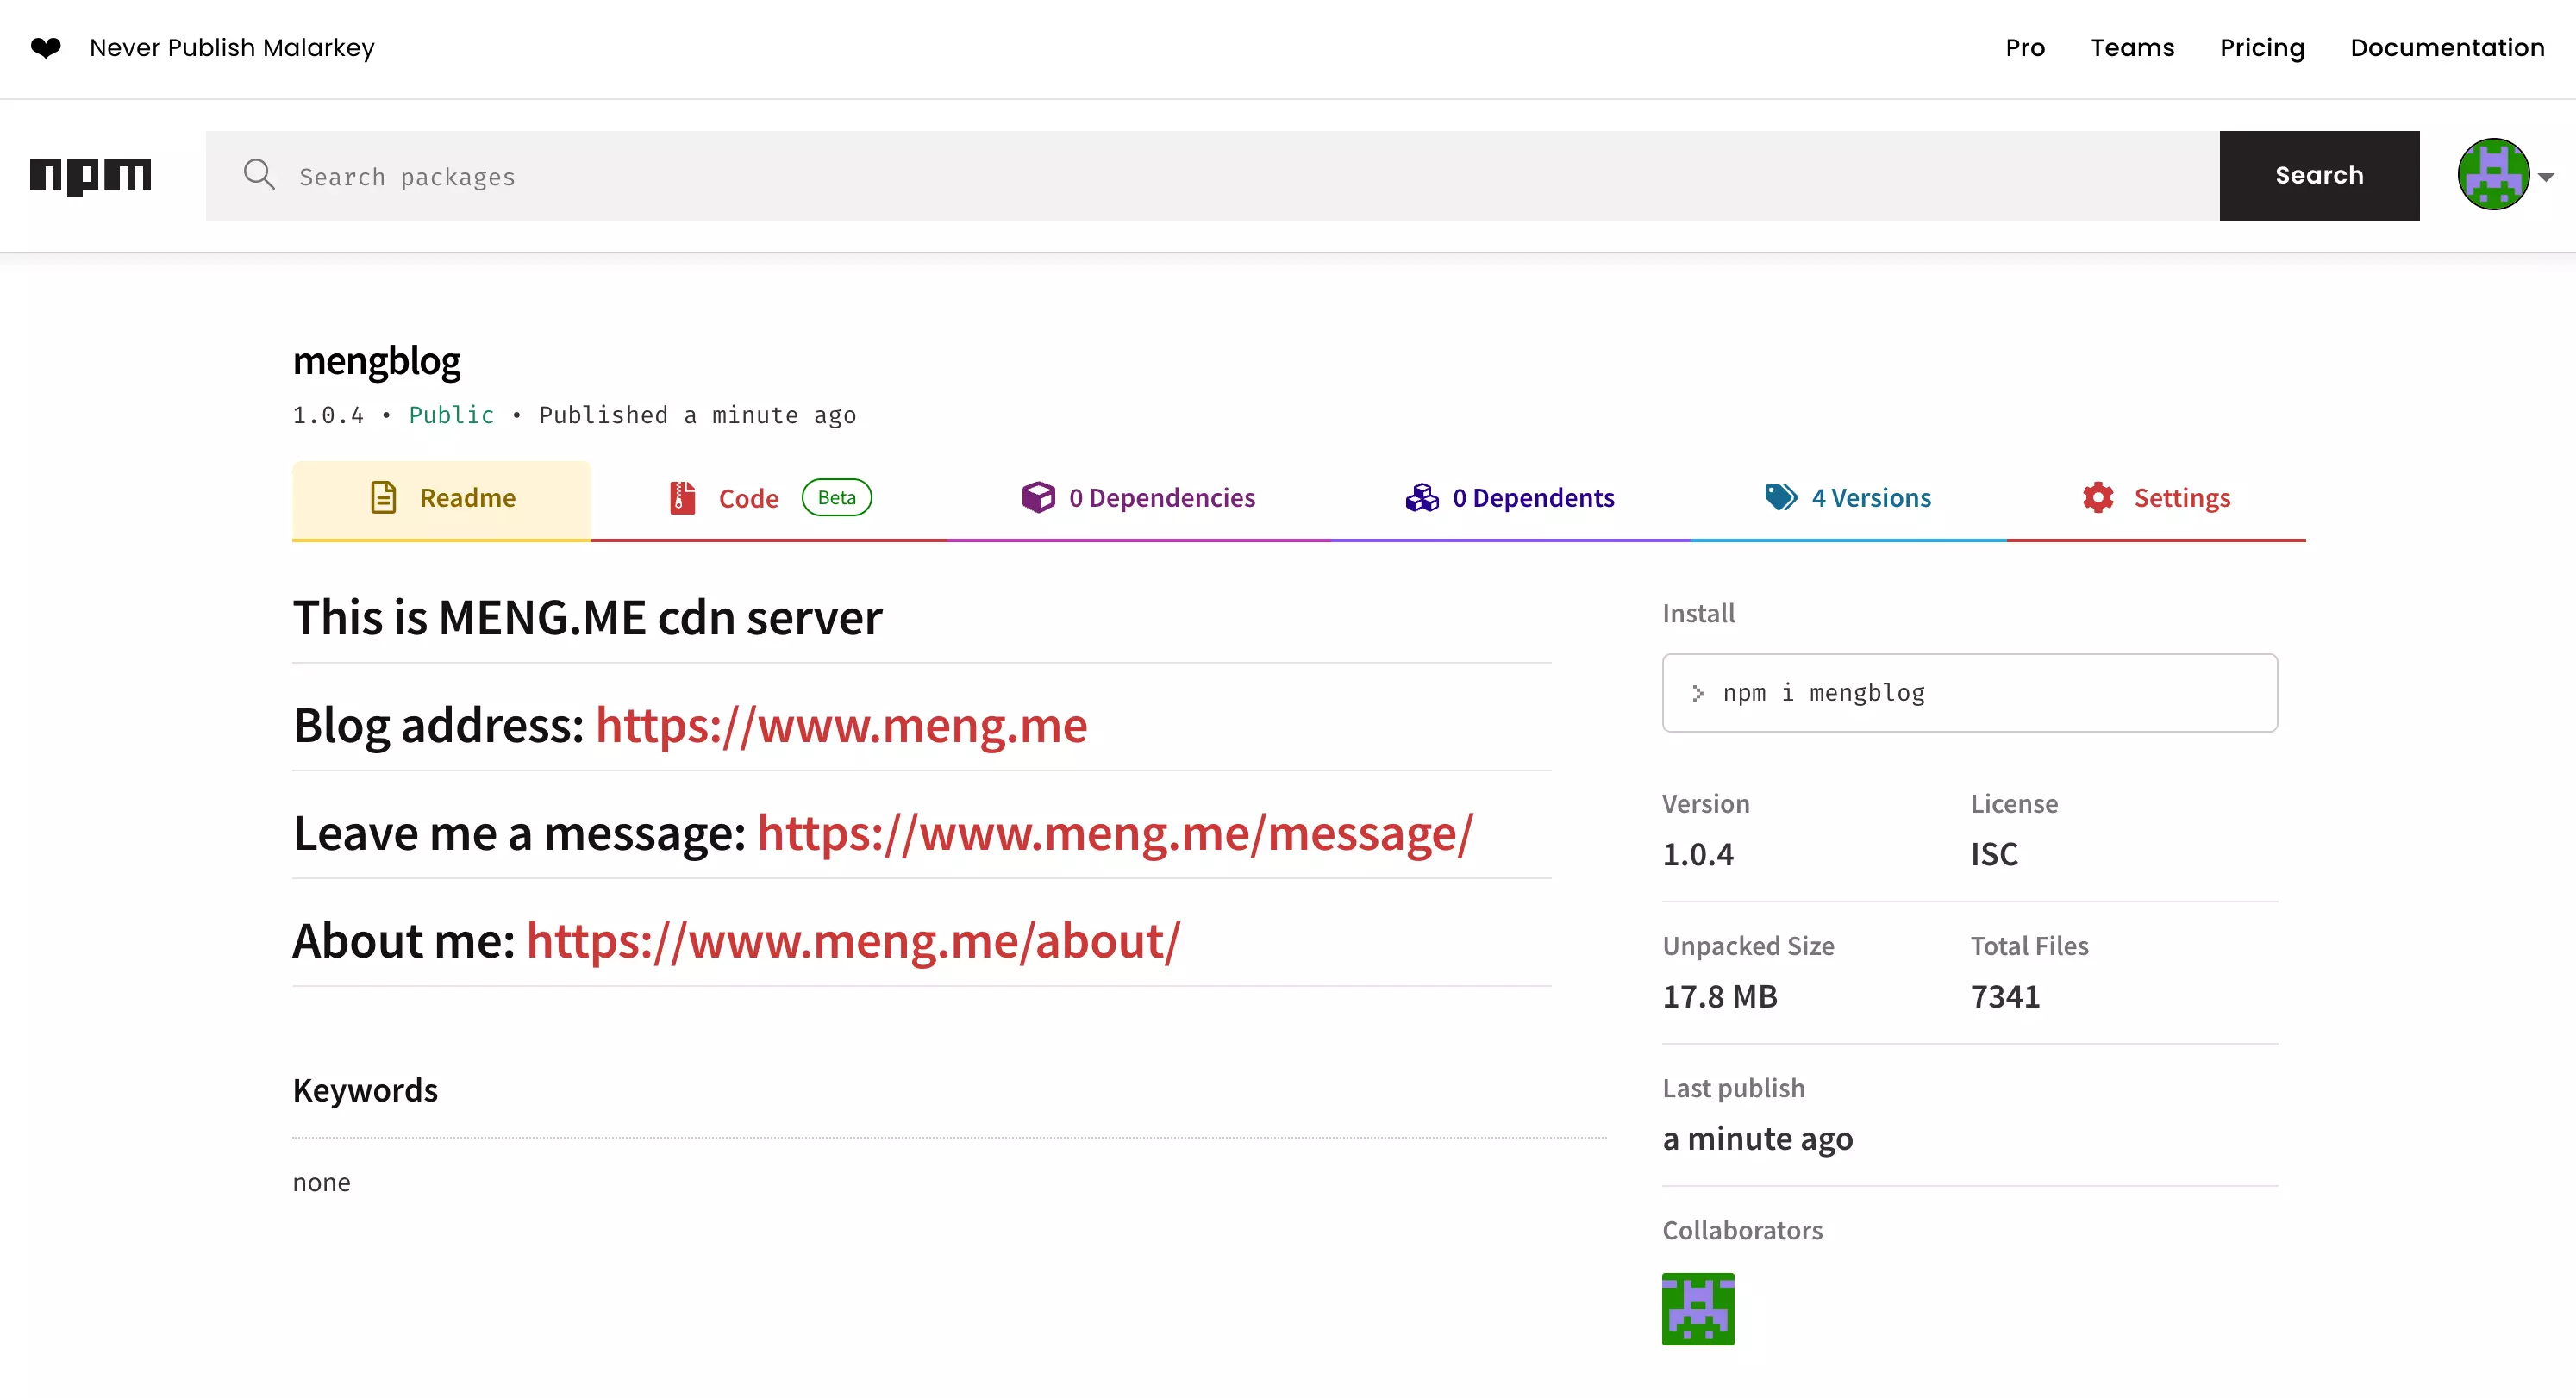 Never Publish Malarkey
Pro Teams Pricing Documentation
npm
Search packages
Search
mengblog
1.0.4 • Public • Published a minute ago
Readme
Code Beta
0 Dependencies
0 Dependents
4 Versions
Settings
This is MENG.ME cdn server
Blog address: https://www.meng.me
Leave me a message: https://www.meng.me/message/
About me: https://www.meng.me/about/
Keywords
none
Install
npm i mengblog
Version License
1.0.4 ISC
Unpacked Size Total Files
17.8 MB 7341
Last publish
a minute ago
Collaborators